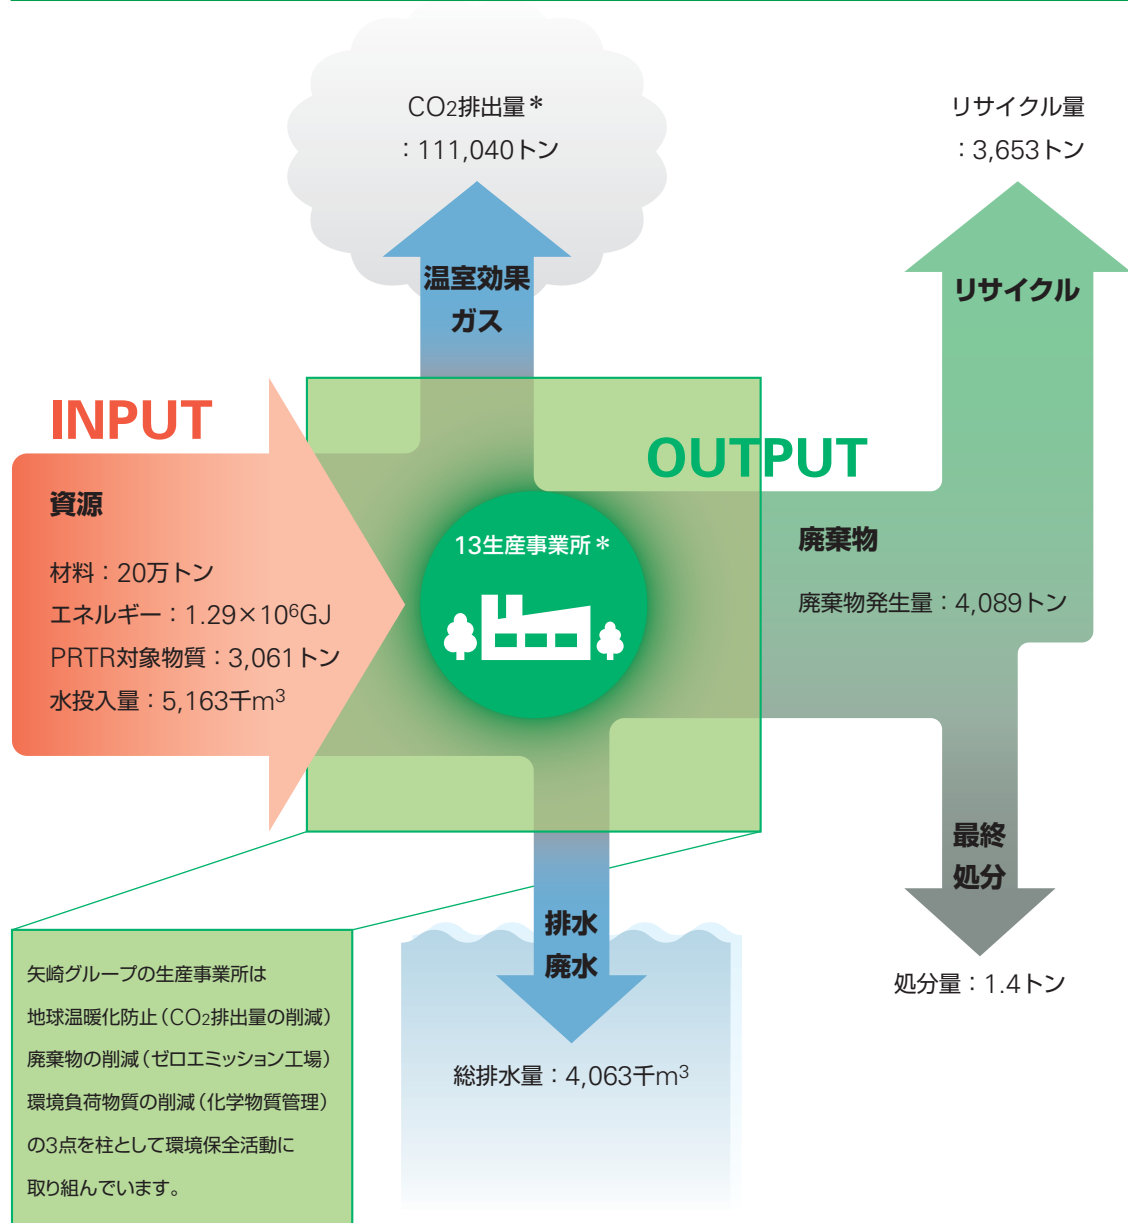 CO2排出量＊
：111,040トン
リサイクル量
：3,653トン
温室効果
ガス
リサイクル
INPUT
OUTPUT
資源
材料：20万トン
エネルギー：1.29×10⁶GJ
PRTR対象物質：3,061トン
水投入量：5,163千m³
13生産事業所＊
廃棄物
廃棄物発生量：4,089トン
最終
処分
処分量：1.4トン
排水
廃水
総排水量：4,063千m³
矢崎グループの生産事業所は
地球温暖化防止（CO2排出量の削減）
廃棄物の削減（ゼロエミッション工場）
環境負荷物質の削減（化学物質管理）
の3点を柱として環境保全活動に
取り組んでいます。